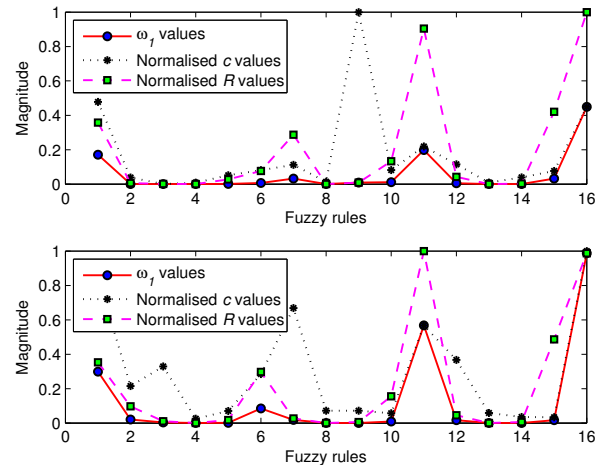 1
0.8
0.6
0.4
0.2
0
Magnitude
ω1 values
Normalised c values
Normalised R values
0 2 4 6 8 10 12 14 16
Fuzzy rules
1
0.8
0.6
0.4
0.2
0
Magnitude
ω1 values
Normalised c values
Normalised R values
0 2 4 6 8 10 12 14 16
Fuzzy rules